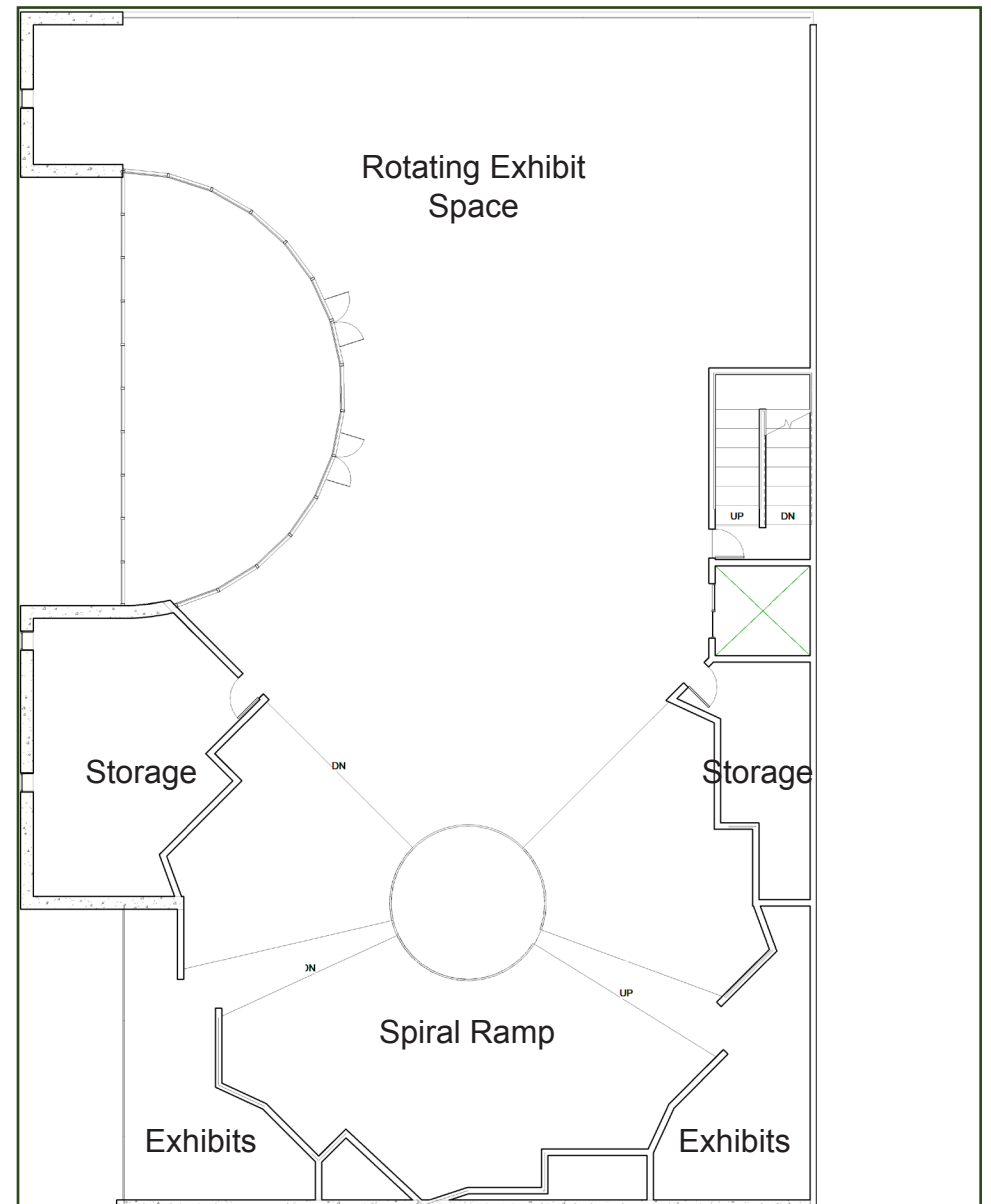 Rotating Exhibit
Space
UP
DN
Storage
DN
Storage
DN
UP
Spiral Ramp
Exhibits
Exhibits